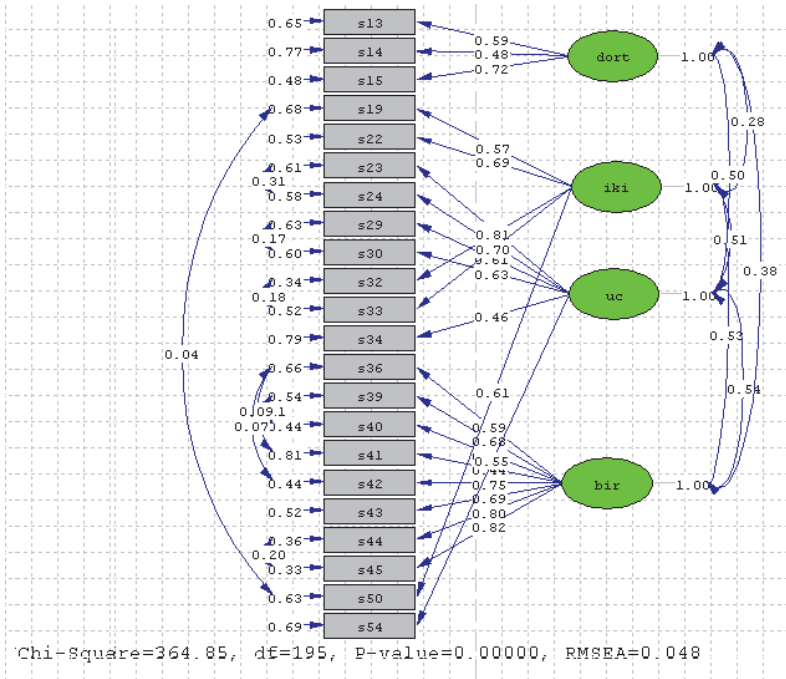 0.65 s13
0.59
0.77 s14 0.48 dort 1.00
0.48 s15 0.72
0.68 s19
0.28
0.53 s22 0.57
0.69
0.61 s23
0.31 0.50
0.58 s24 iki 1.00
0.63 s29
0.17 0.81 0.51
0.60 s30 0.70
0.61
0.34 s32 0.63 0.38
0.18 uc 1.00
0.52 s33
0.46
0.79 s34 0.53
0.04
0.66 s36
0.54 s39 0.61 0.54
0.09
0.07 0.44 s40 0.59
0.68
0.81 s41 0.55
0.44
0.44 s42 0.75 bir 1.00
0.69
0.52 s43 0.80
0.82
0.36 s44
0.20
0.33 s45
0.63 s50
0.69 s54
Chi-Square=364.85, df=195, P-value=0.00000, RMSEA=0.048